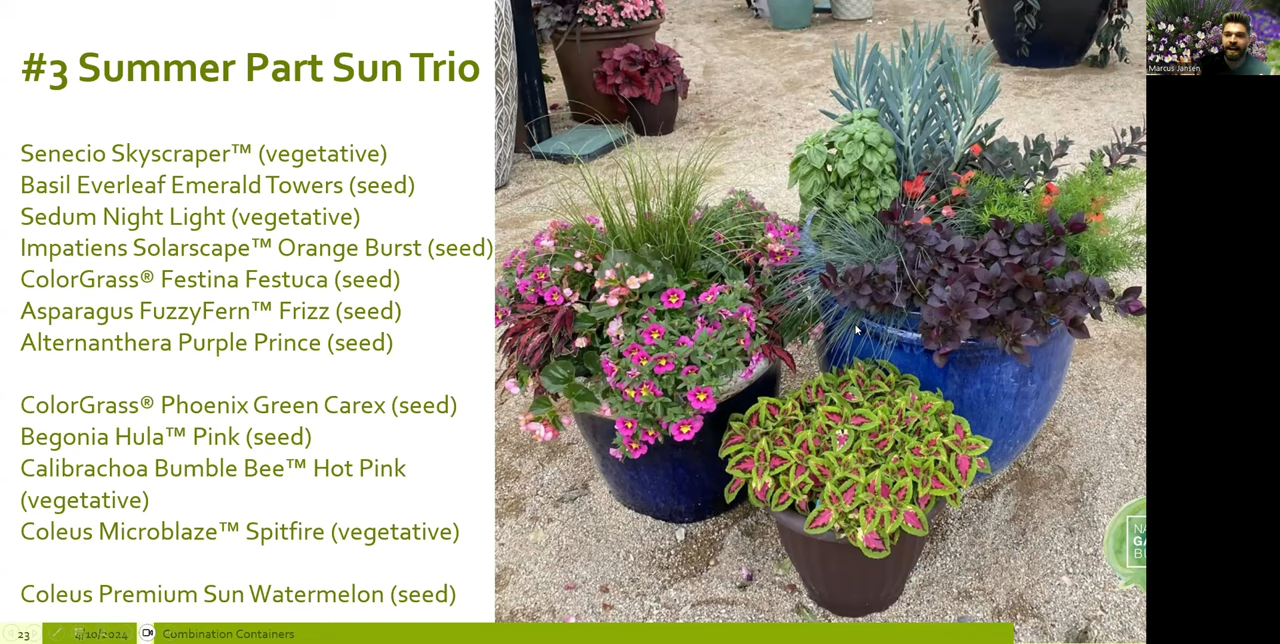 #3 Summer Part Sun Trio
Senecio Skyscraper™ (vegetative)
Basil Everleaf Emerald Towers (seed)
Sedum Night Light (vegetative)
Impatiens Solarscape™ Orange Burst (seed)
ColorGrass® Festina Festuca (seed)
Asparagus FuzzyFern™ Frizz (seed)
Alternanthera Purple Prince (seed)
ColorGrass® Phoenix Green Carex (seed)
Begonia Hula™ Pink (seed)
Calibrachoa Bumble Bee™ Hot Pink
(vegetative)
Coleus Microblaze™ Spitfire (vegetative)
Coleus Premium Sun Watermelon (seed)
23
4/10/2024
Combination Containers
Marcus Jansen
NA
GA
BU